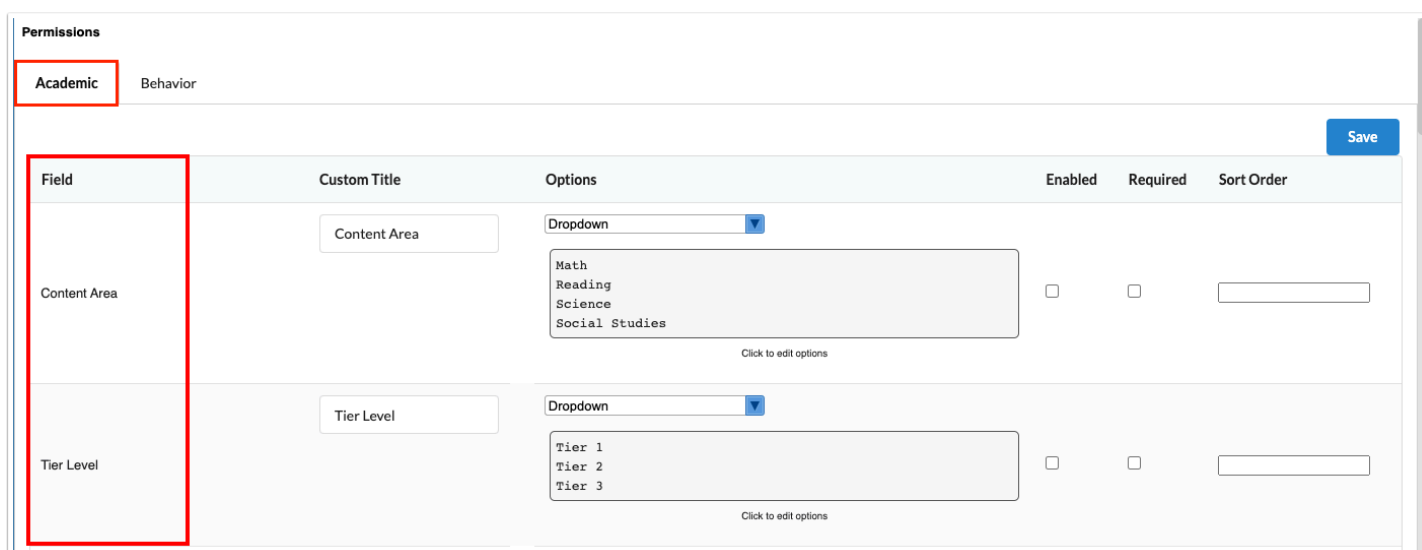 Permissions
Academic Behavior
Save
Field Custom Title Options Enabled Required Sort Order
Content Area
Content Area
Dropdown
Math
Reading
Science
Social Studies
Click to edit options
Tier Level
Tier Level
Dropdown
Tier 1
Tier 2
Tier 3
Click to edit options